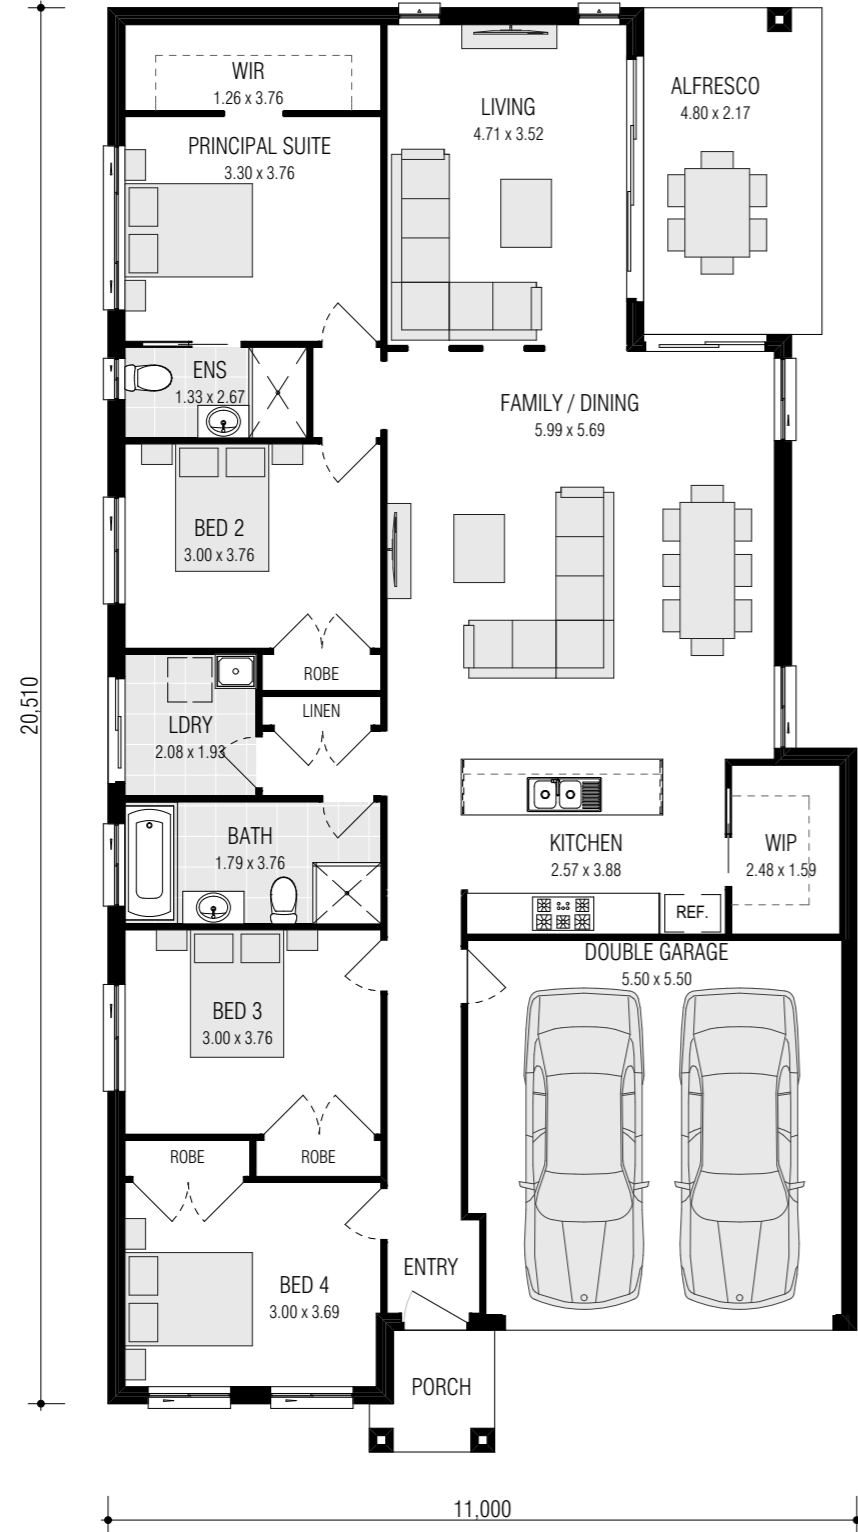 WIR
1.26 x 3.76
PRINCIPAL SUITE
3.30 x 3.76
LIVING
4.71 x 3.52
ALFRESCO
4.80 x 2.17
ENS
1.33 x 2.67
FAMILY / DINING
5.99 x 5.69
BED 2
3.00 x 3.76
ROBE
LINEN
LDRY
2.08 x 1.93
20,510
BATH
1.79 x 3.76
KITCHEN
2.57 x 3.88
WIP
2.48 x 1.59
REF.
DOUBLE GARAGE
5.50 x 5.50
BED 3
3.00 x 3.76
ROBE
ROBE
ENTRY
BED 4
3.00 x 3.69
PORCH
11,000